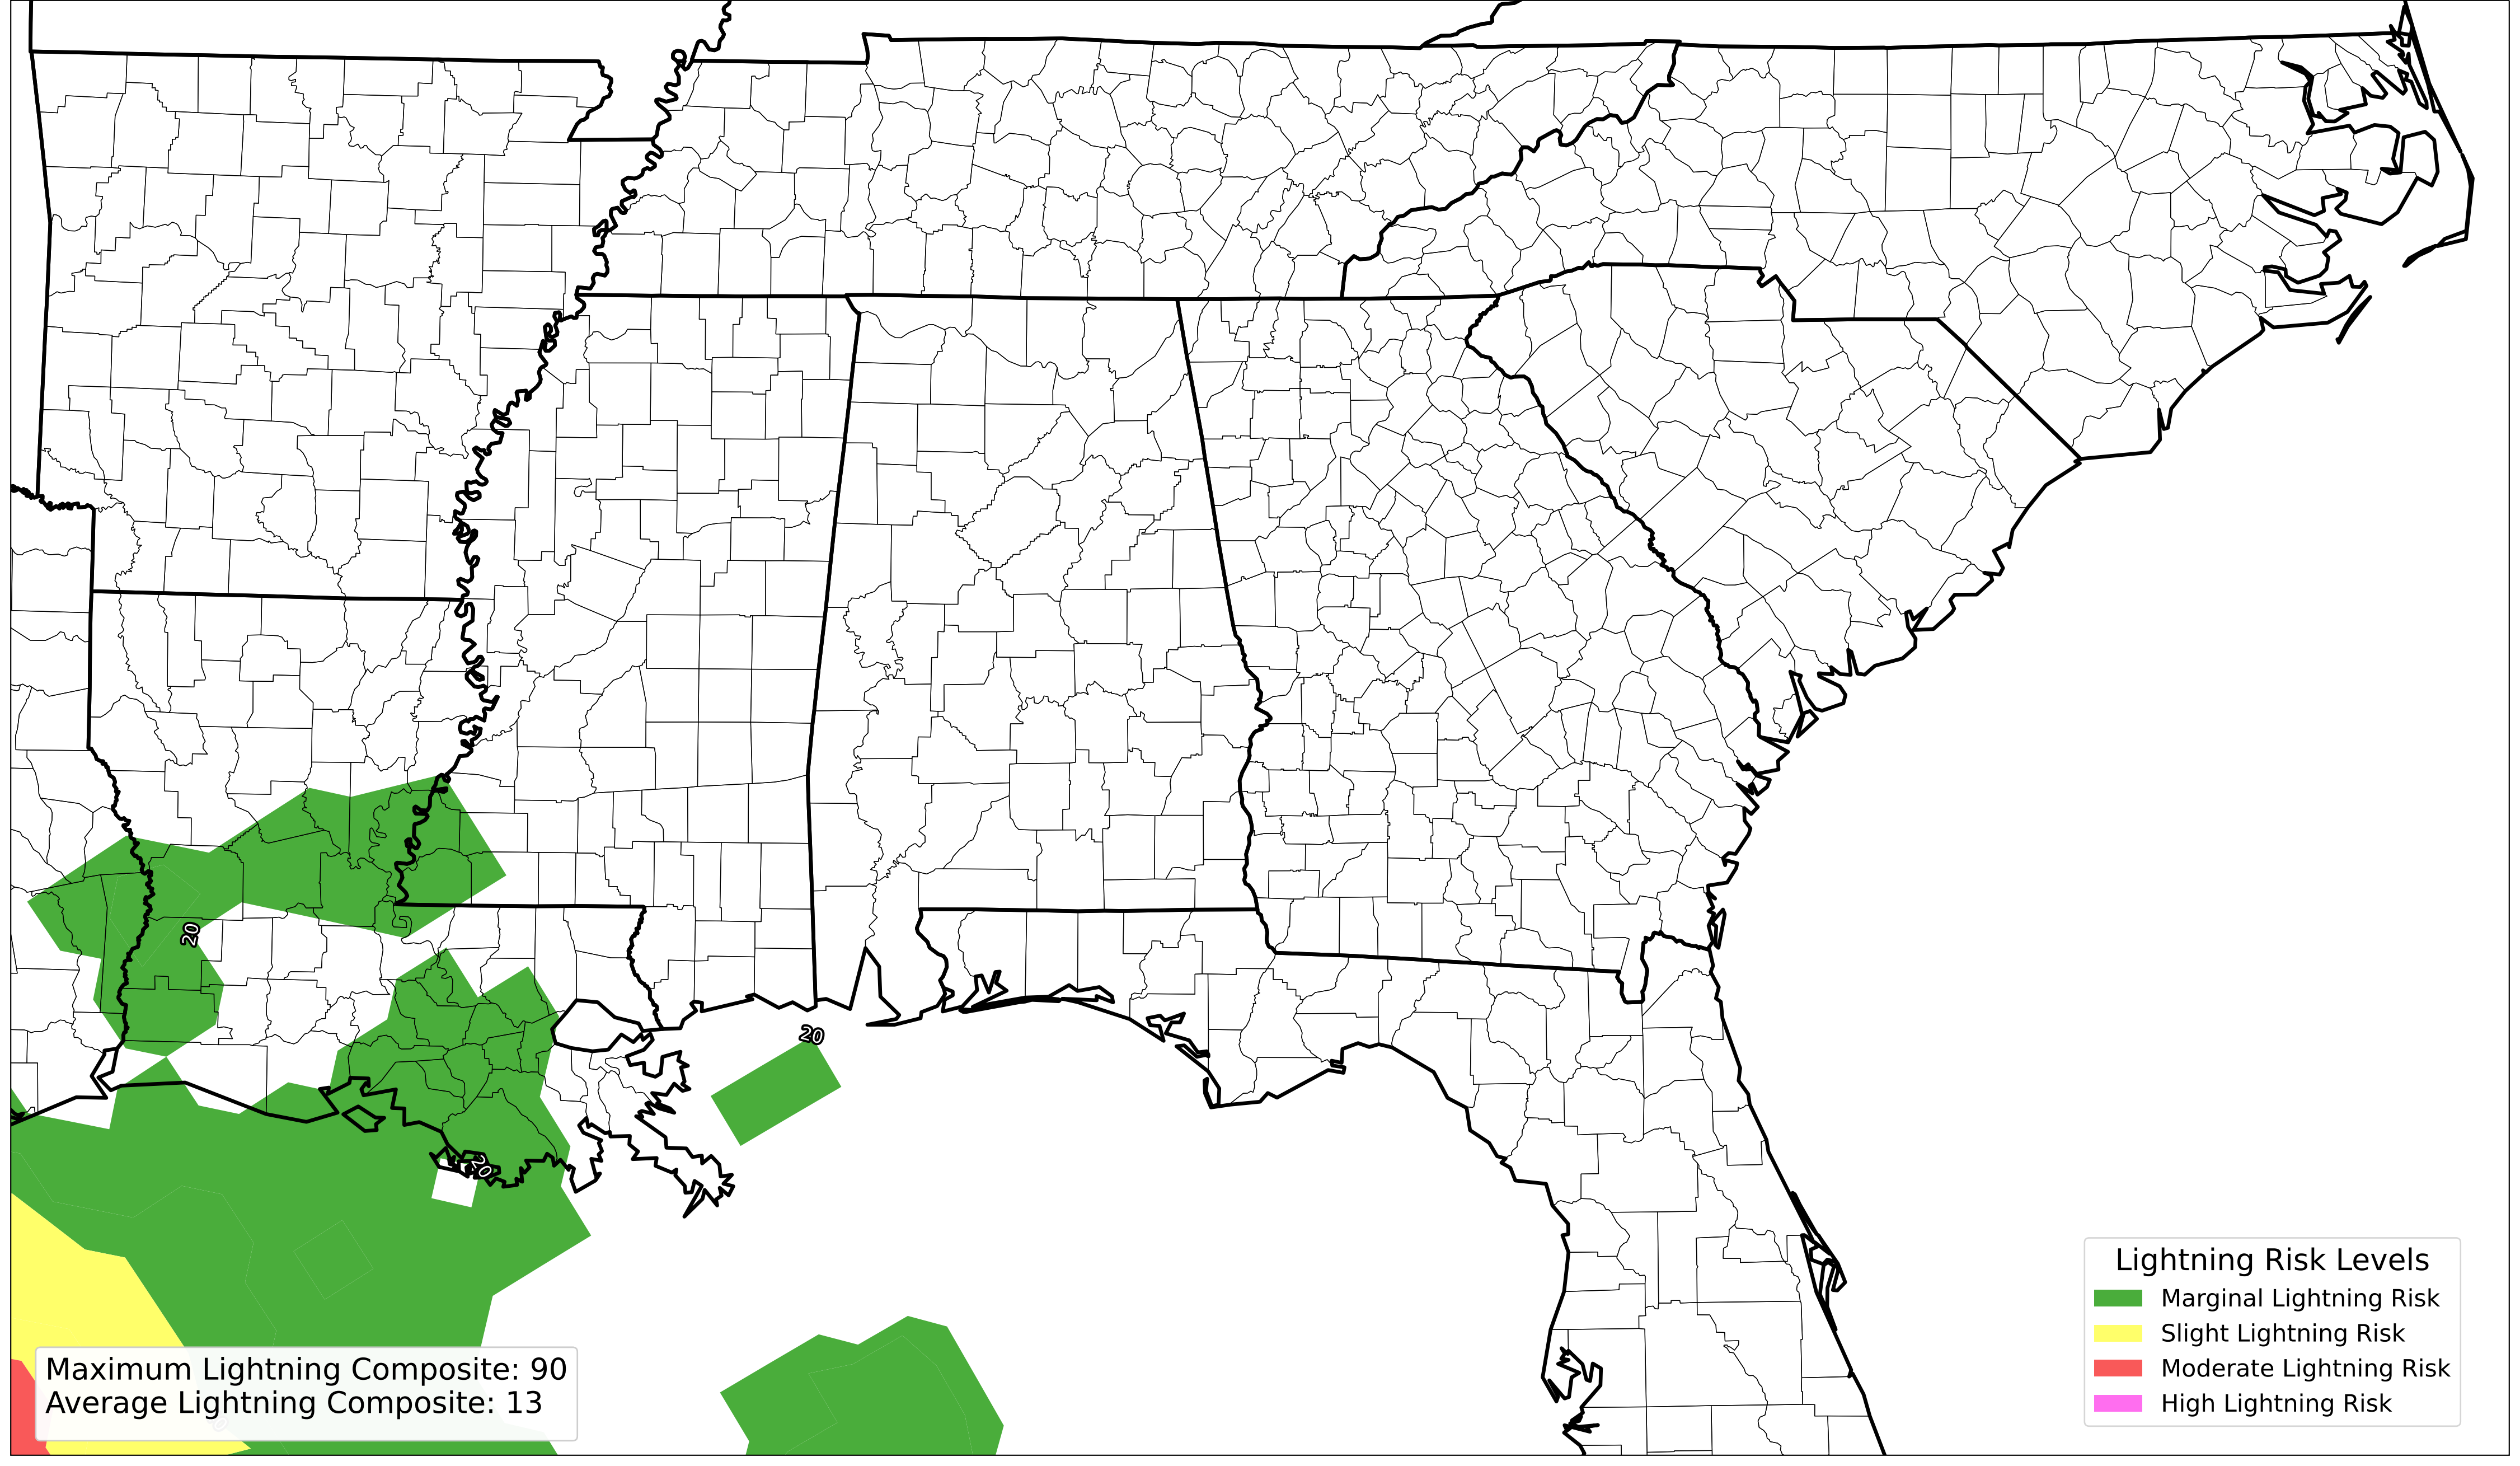 20
20
20
Lightning Risk Levels
Marginal Lightning Risk
Slight Lightning Risk
Moderate Lightning Risk
High Lightning Risk
Maximum Lightning Composite: 90
Average Lightning Composite: 13